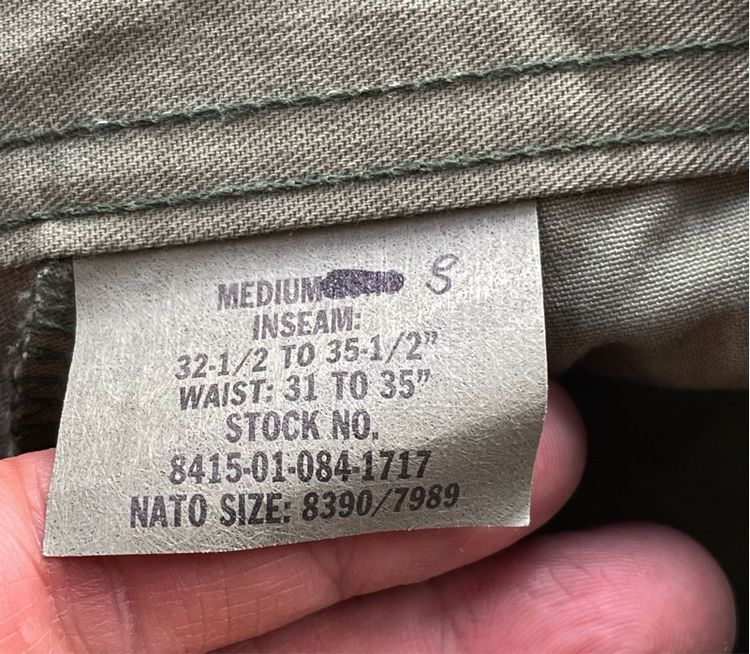 MEDIUM S
INSEAM:
32-1/2 TO 35-1/2"
WAIST: 31 TO 35"
STOCK NO.
8415-01-084-1717
NATO SIZE: 8390/7989